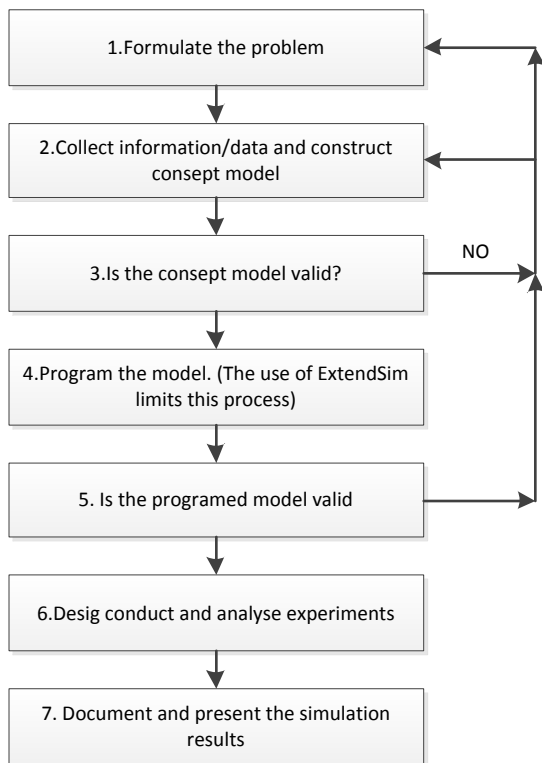 1.Formulate the problem
2.Collect information/data and construct
consept model
3.Is the consept model valid?
NO
4.Program the model. (The use of ExtendSim
limits this process)
5. Is the programed model valid
6.Desig conduct and analyse experiments
7. Document and present the simulation
results